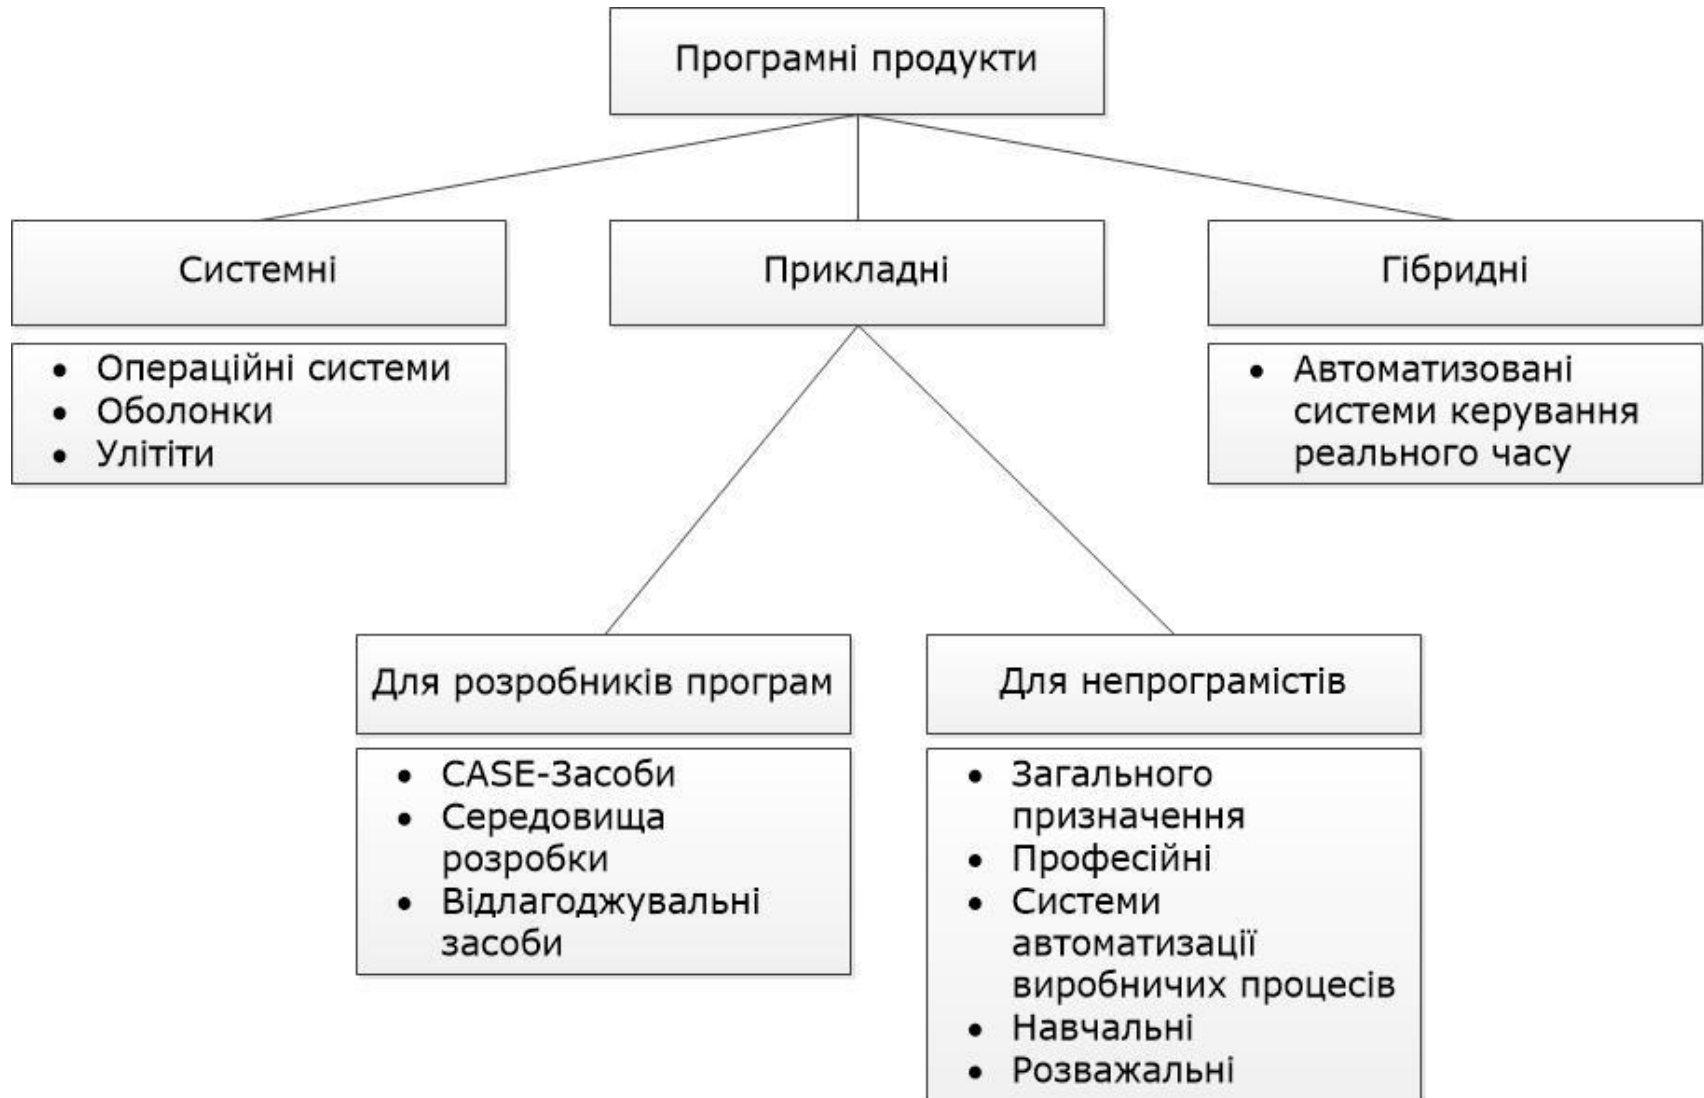 Програмні продукти
Системні
Прикладні
Гібридні
• Операційні системи
• Оболонки
• Улітіти
• Автоматизовані
системи керування
реального часу
Для розробників програм
Для непрограмістів
• CASE-Засоби
• Середовища
розробки
• Відлагоджувальні
засоби
• Загального
призначення
• Професійні
• Системи
автоматизації
виробничих процесів
• Навчальні
• Розважальні